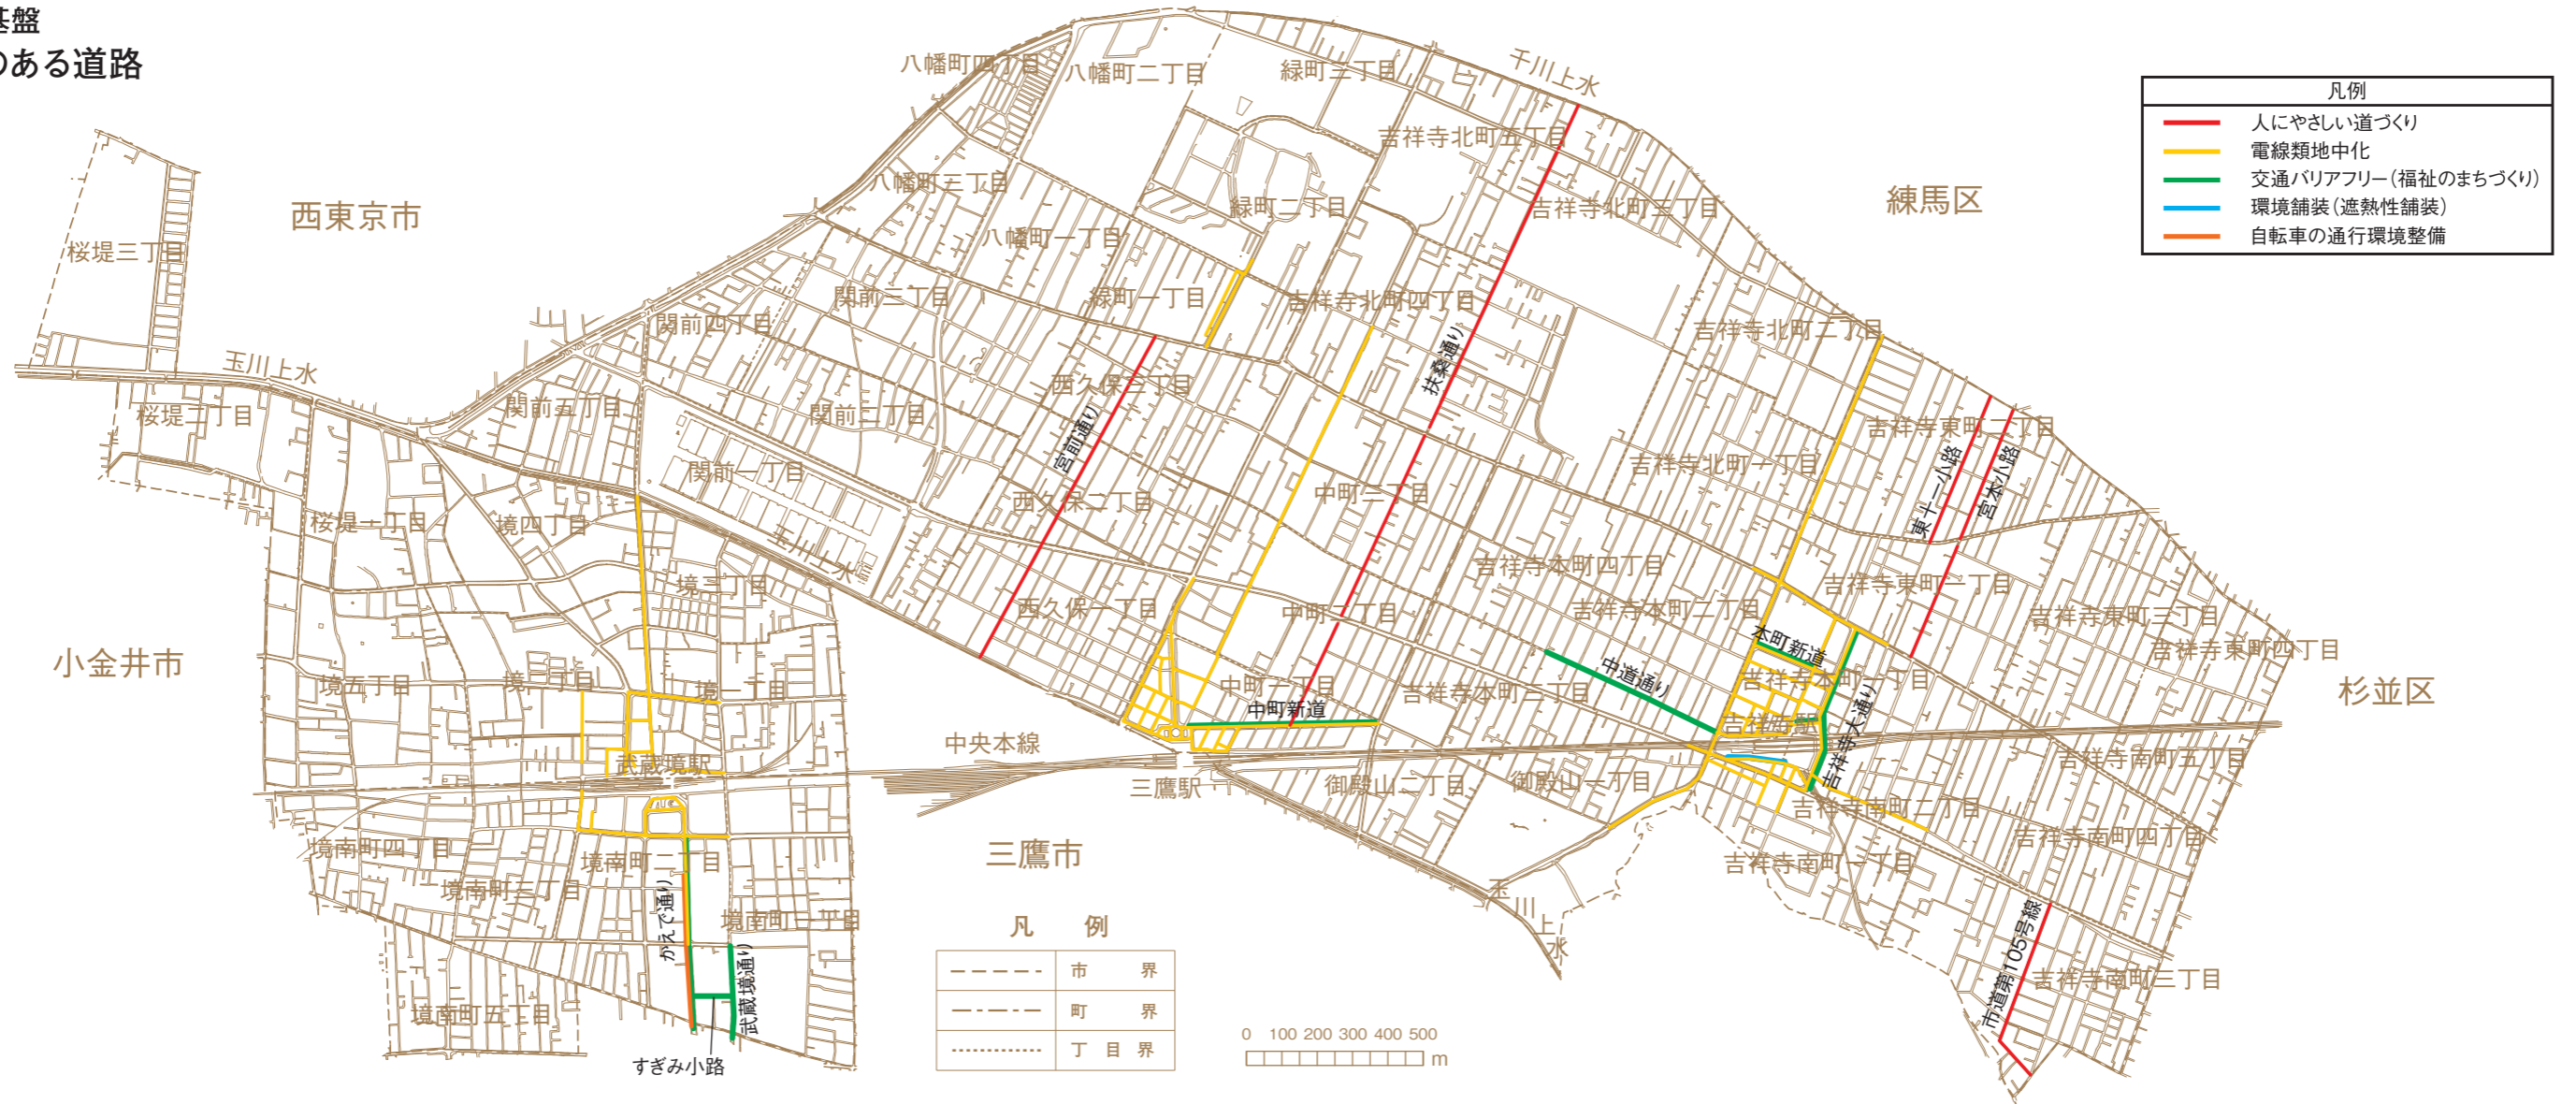 基盤
のある道路
凡例
人にやさしい道づくり
電線類地中化
交通バリアフリー（福祉のまちづくり）
環境舗装（遮熱性舗装）
自転車の通行環境整備
八幡町四丁目
八幡町二丁目
緑町三丁目
千川上水
吉祥寺北町五丁目
練馬区
西東京市
桜堤三丁目
八幡町三丁目
緑町二丁目
吉祥寺北町三丁目
八幡町一丁目
関前三丁目
緑町一丁目
吉祥寺北町四丁目
関前四丁目
吉祥寺北町二丁目
玉川上水
扶桑通り
西久保三丁目
桜堤二丁目
関前五丁目
関前二丁目
宮前通り
吉祥寺東町二丁目
関前一丁目
吉祥寺北町一丁目
東十一小路
宮本小路
中町三丁目
西久保二丁目
桜堤一丁目
境四丁目
玉川上水
境三丁目
吉祥寺本町四丁目
吉祥寺東町一丁目
西久保一丁目
中町二丁目
吉祥寺本町二丁目
吉祥寺東町三丁目
本町新道
吉祥寺東町四丁目
小金井市
中道通り
境五丁目
境二丁目
境一丁目
中町一丁目
吉祥寺本町三丁目
吉祥寺本町一丁目
杉並区
中町新道
吉祥寺駅
吉祥寺大通り
中央本線
武蔵境駅
吉祥寺南町五丁目
三鷹駅
御殿山二丁目
御殿山一丁目
吉祥寺南町二丁目
吉祥寺南町四丁目
境南町四丁目
境南町二丁目
三鷹市
吉祥寺南町一丁目
境南町三丁目
かえで通り
境南町一丁目
玉川上水
市道第105号線
吉祥寺南町三丁目
武蔵境通り
境南町五丁目
すぎみ小路
凡 例
市 界
町 界
丁 目 界
0 100 200 300 400 500
m